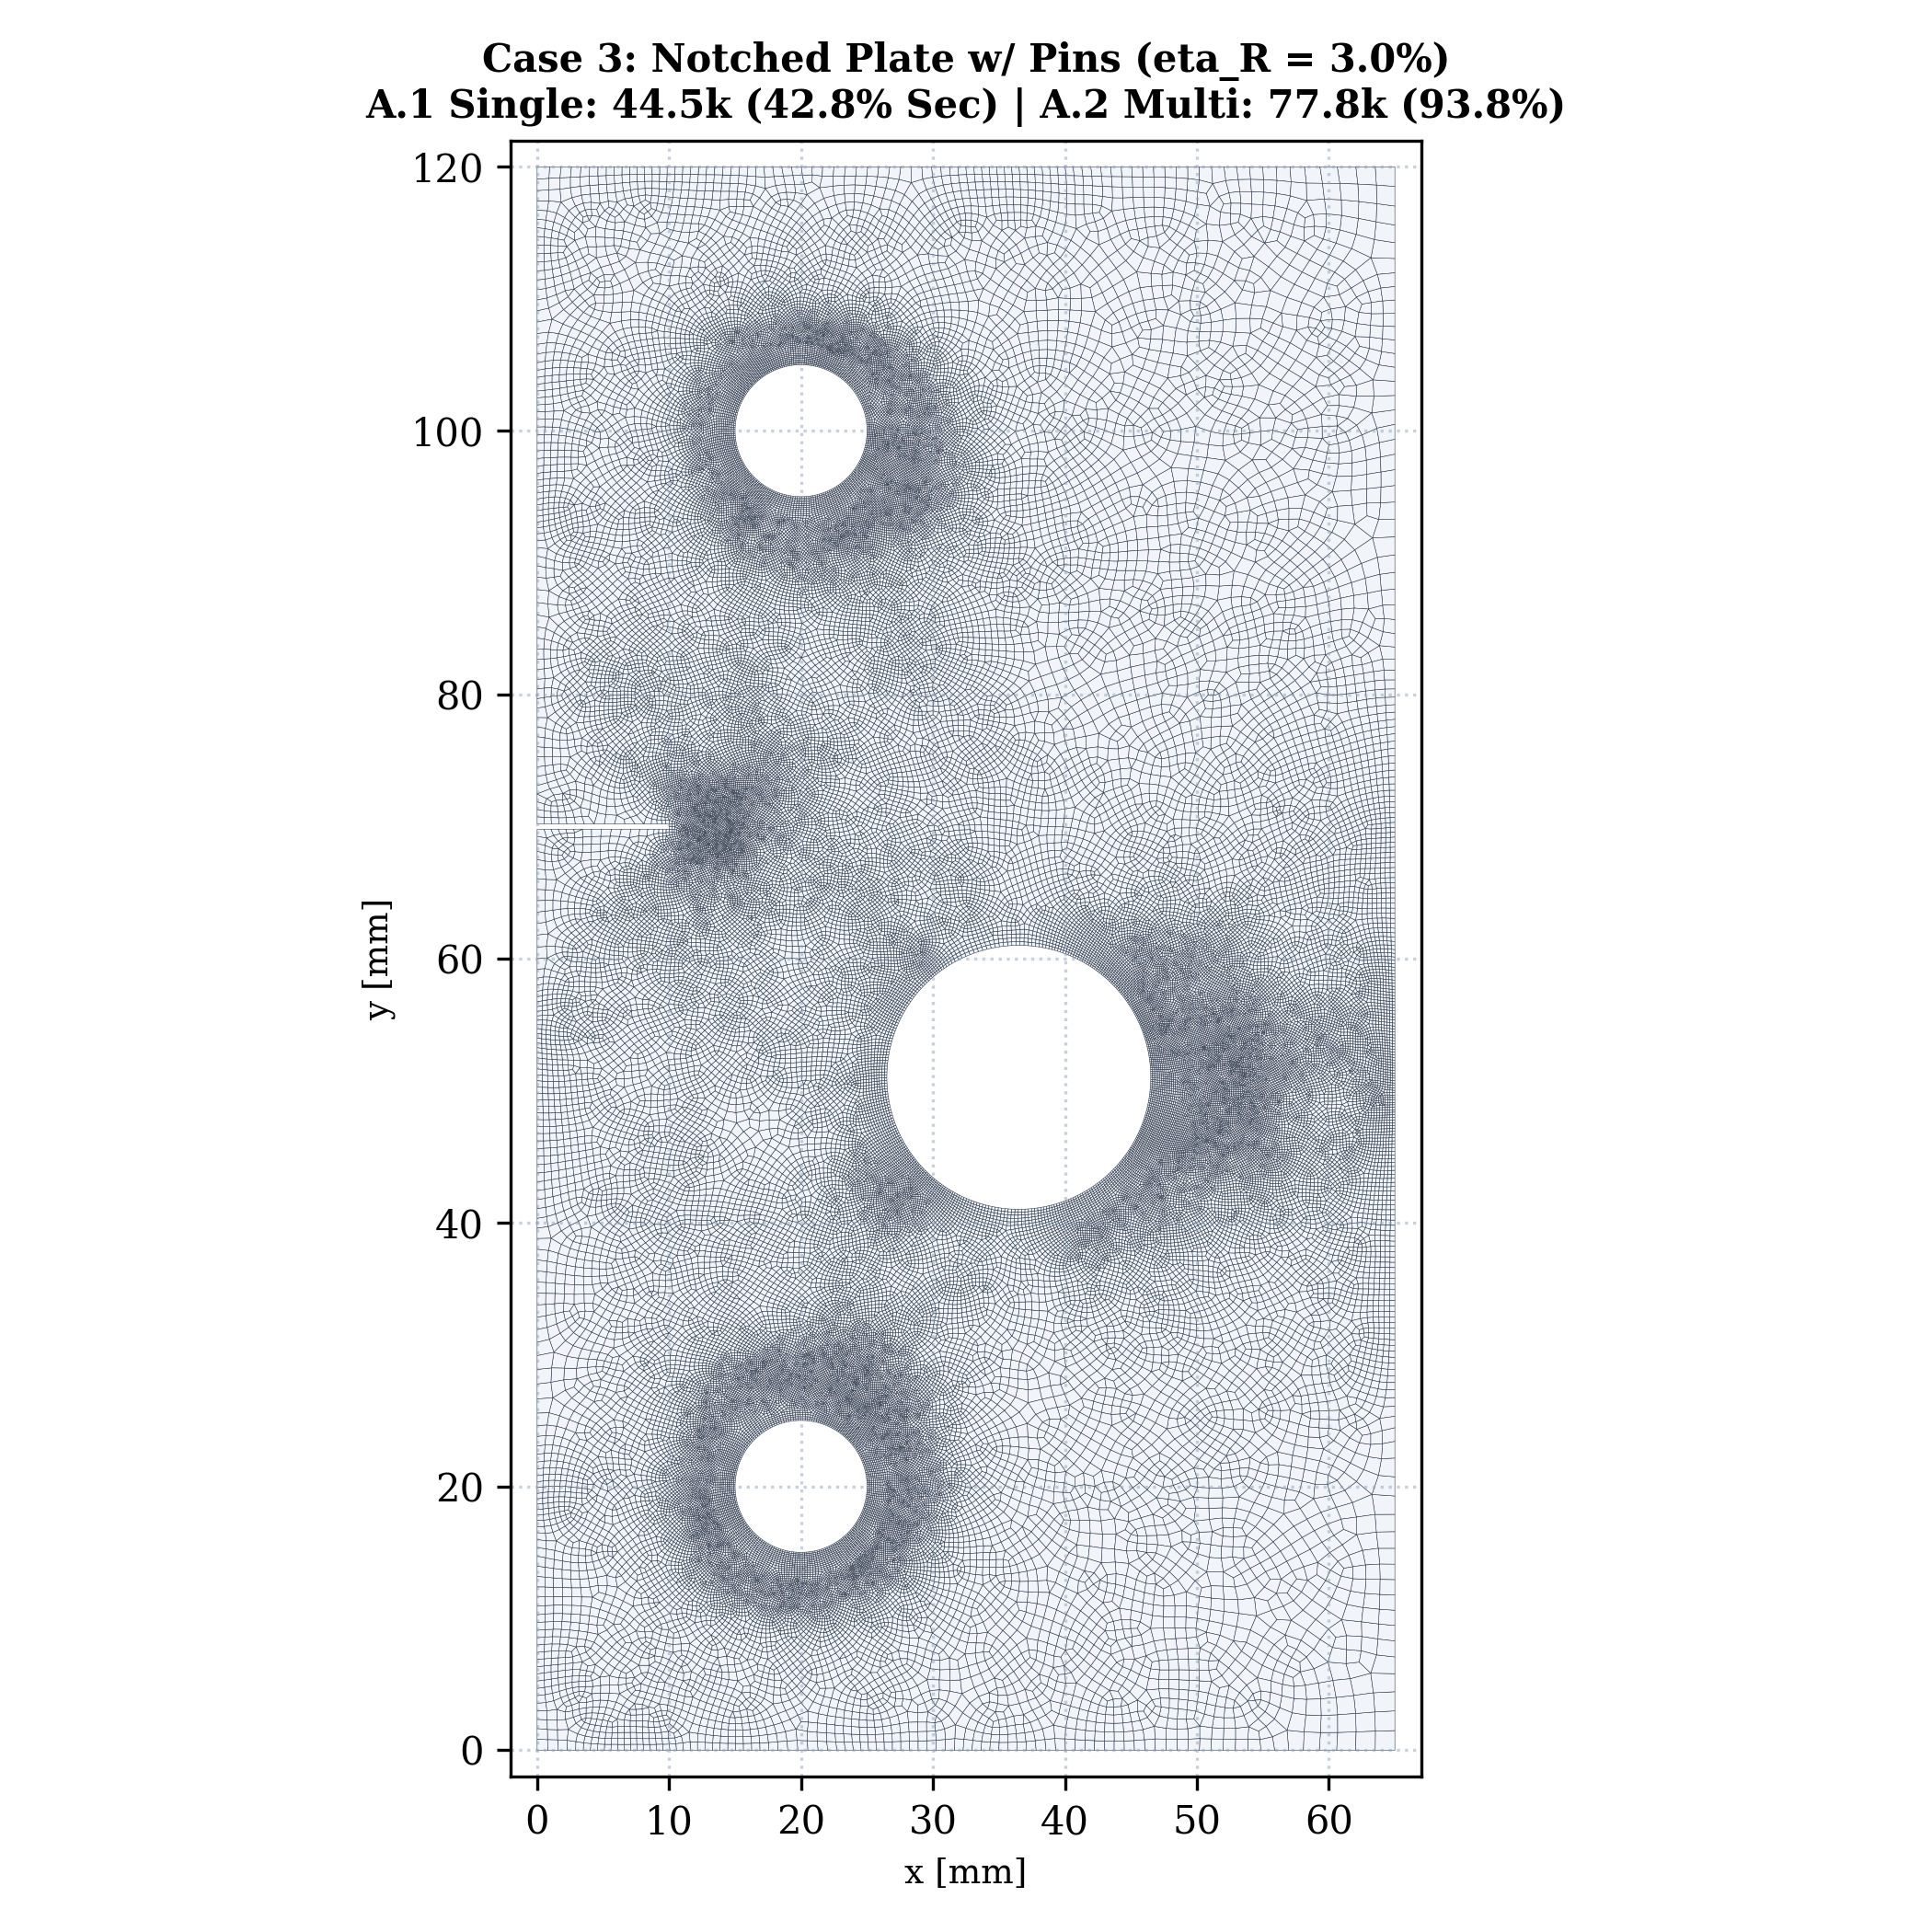 Case 3: Notched Plate w/ Pins (eta_R = 3.0%)
A.1 Single: 44.5k (42.8% Sec) | A.2 Multi: 77.8k (93.8%)
120
100
80
60
40
20
0
y [mm]
0 10 20 30 40 50 60
x [mm]